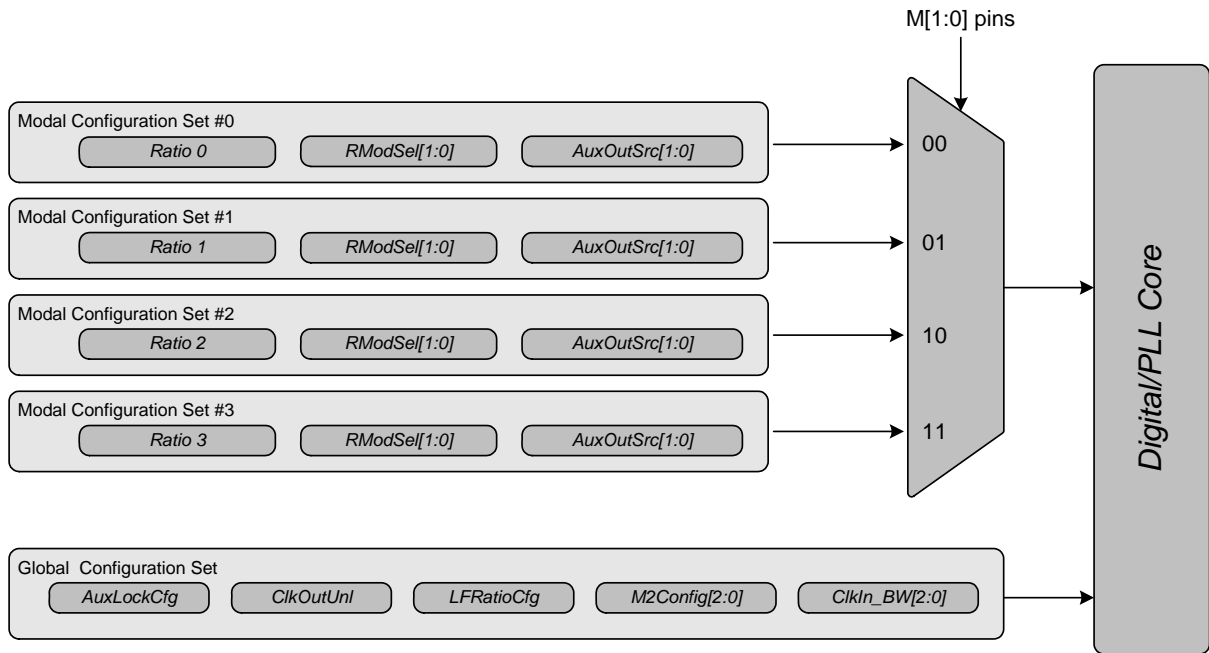 M[1:0] pins
Modal Configuration Set #0
Ratio 0 RModSel[1:0] AuxOutSrc[1:0]
00
Modal Configuration Set #1
Ratio 1 RModSel[1:0] AuxOutSrc[1:0]
01
Modal Configuration Set #2
Ratio 2 RModSel[1:0] AuxOutSrc[1:0]
10
Modal Configuration Set #3
Ratio 3 RModSel[1:0] AuxOutSrc[1:0]
11
Digital/PLL Core
Global Configuration Set
AuxLockCfg ClkOutUnl LFRatioCfg M2Config[2:0] ClkIn_BW[2:0]